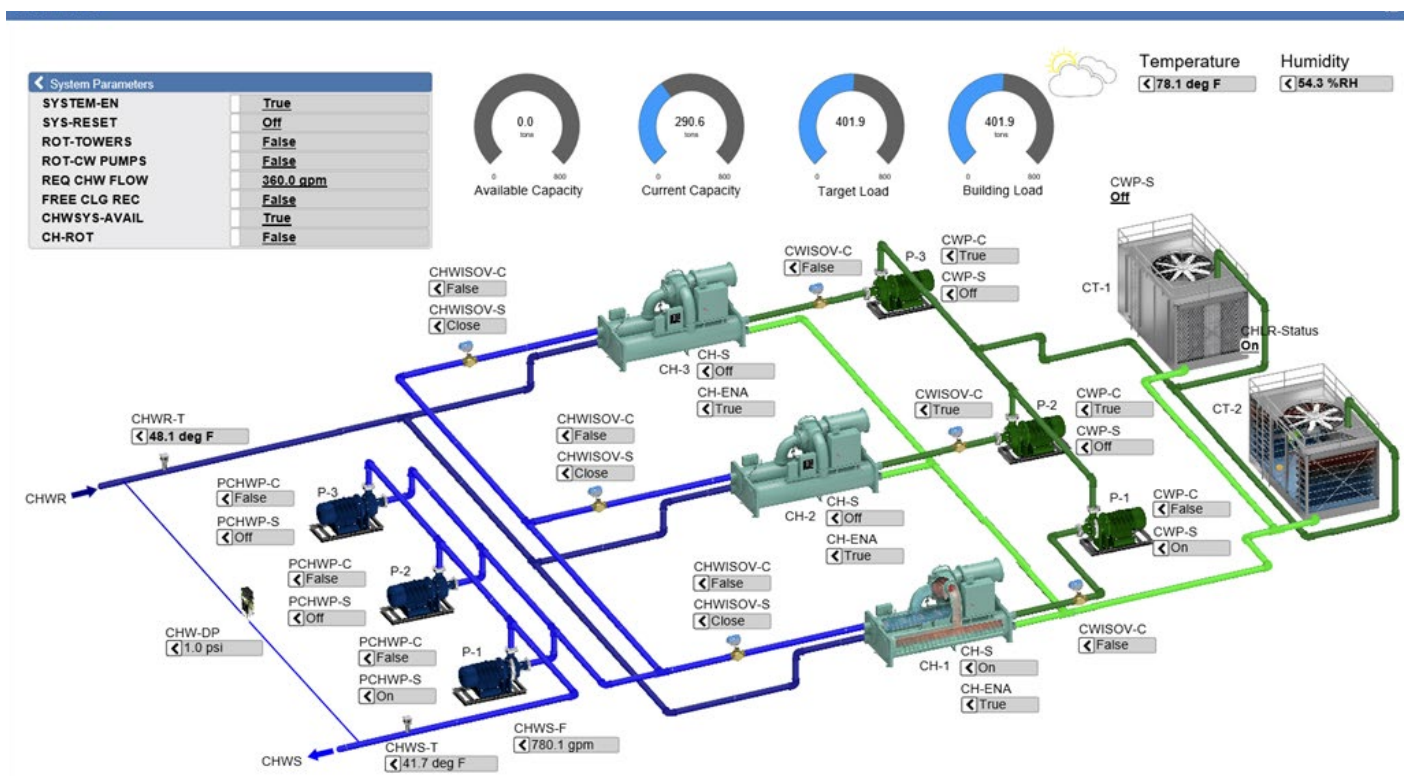 System Parameters
SYSTEM-EN True
SYS-RESET Off
ROT-TOWERS False
ROT-CW PUMPS False
REQ CHW FLOW 360.0 gpm
FREE CLG REC False
CHWSYS-AVAIL True
CH-ROT False
0.0
tons
0 800
Available Capacity
290.6
tons
0 800
Current Capacity
401.9
tons
0 800
Target Load
401.9
tons
0 800
Building Load
Temperature
78.1 deg F
Humidity
54.3 %RH
CWP-S
Off
CT-1
CHLR-Status
On
CT-2
CHWISOV-C
False
CHWISOV-S
Close
CH-3
CH-S
Off
CH-ENA
True
CWISOV-C
False
P-3
CWP-C
True
CWP-S
Off
CHWISOV-C
False
CHWISOV-S
Close
CH-2
CH-S
Off
CH-ENA
True
CWISOV-C
True
P-2
CWP-C
True
CWP-S
Off
CHWISOV-C
False
CHWISOV-S
Close
CH-1
CH-S
On
CH-ENA
True
CWISOV-C
False
P-1
CWP-C
False
CWP-S
On
CHWR-T
48.1 deg F
CHWR
PCHWP-C
False
P-3
PCHWP-S
Off
PCHWP-C
False
P-2
PCHWP-S
Off
PCHWP-C
False
P-1
PCHWP-S
On
CHW-DP
1.0 psi
CHWS
CHWS-T
41.7 deg F
CHWS-F
780.1 gpm